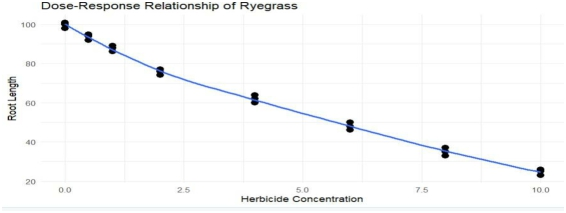 Dose-Response Relationship of Ryegrass
Root Length
100
80
60
40
20
0.0 2.5 5.0 7.5 10.0
Herbicide Concentration